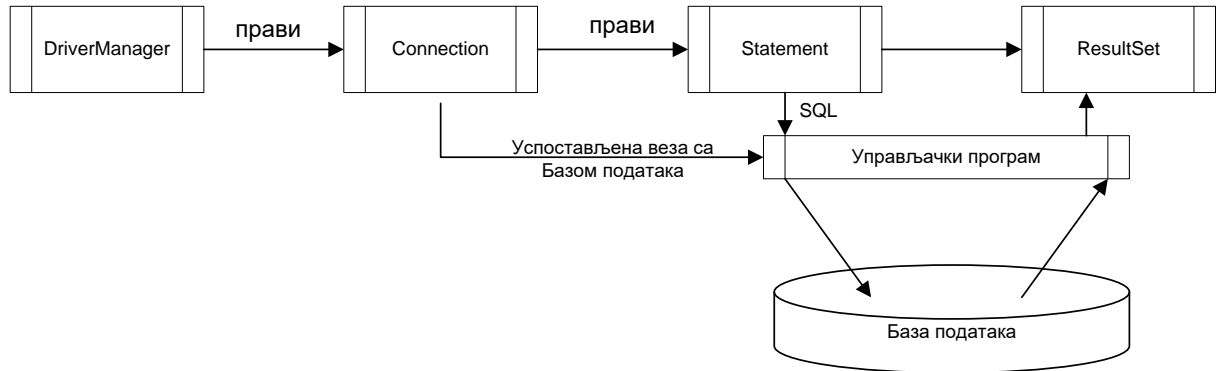 прави
прави
DriverManager
Connection
Statement
ResultSet
SQL
Успостављена веза са
Базом података
Управљачки програм
База података